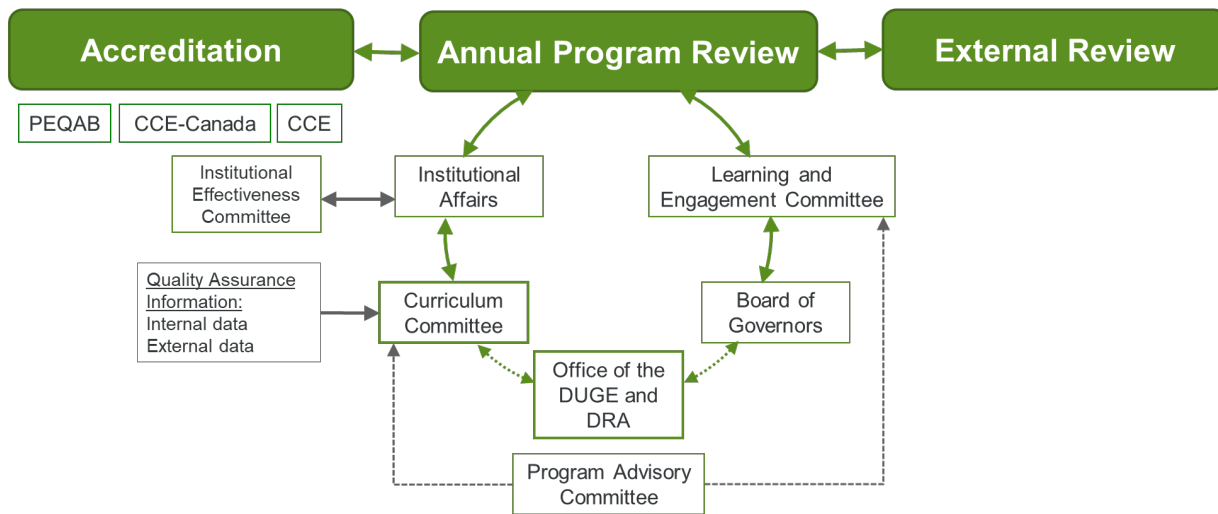 Accreditation
Annual Program Review
External Review
PEQAB
CCE-Canada
CCE
Institutional
Effectiveness
Committee
Institutional
Affairs
Learning and
Engagement Committee
Quality Assurance
Information:
Internal data
External data
Curriculum
Committee
Board of
Governors
Office of the
DUGE and
DRA
Program Advisory
Committee